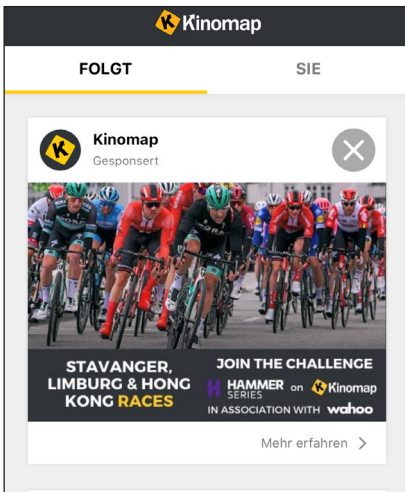 Kinomap
FOLGT SIE
Kinomap
Gesponsert
STAVANGER,
LIMBURG & HONG
KONG RACES
JOIN THE CHALLENGE
HAMMER SERIES on Kinomap
IN ASSOCIATION WITH wahoo
Mehr erfahren